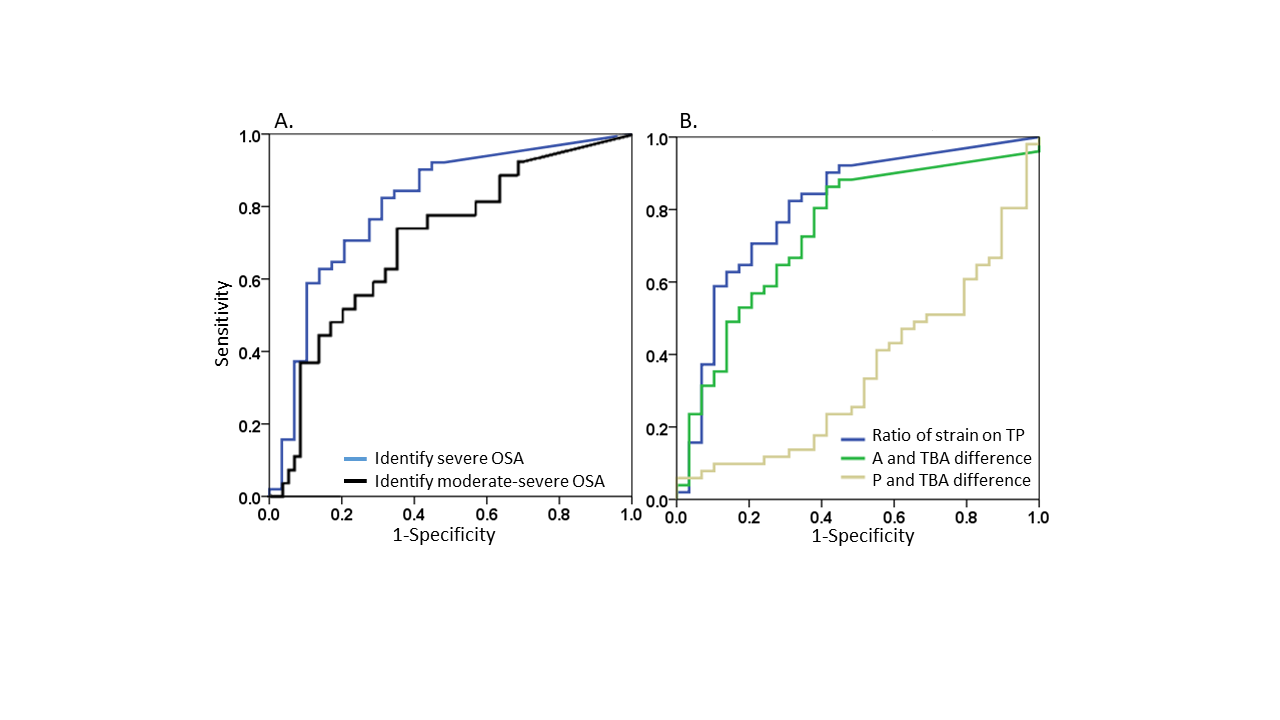 A.
1.0
0.8
0.6
0.4
0.2
0.0
Sensitivity
Identify severe OSA
Identify moderate-severe OSA
0.0 0.2 0.4 0.6 0.8 1.0
1-Specificity
B.
1.0
0.8
0.6
0.4
0.2
0.0
Ratio of strain on TP
A and TBA difference
P and TBA difference
0.0 0.2 0.4 0.6 0.8 1.0
1-Specificity